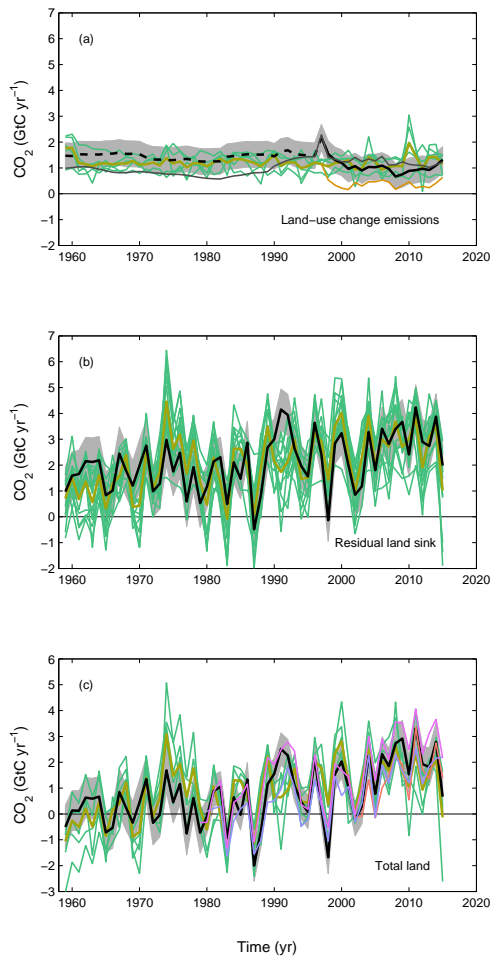 (a)
CO2 (GtC yr−1)
7
6
5
4
3
2
1
0
−1
−2
1960 1970 1980 1990 2000 2010 2020
Land−use change emissions
(b)
CO2 (GtC yr−1)
7
6
5
4
3
2
1
0
−1
−2
1960 1970 1980 1990 2000 2010 2020
Residual land sink
(c)
CO2 (GtC yr−1)
6
5
4
3
2
1
0
−1
−2
−3
1960 1970 1980 1990 2000 2010 2020
Total land
Time (yr)